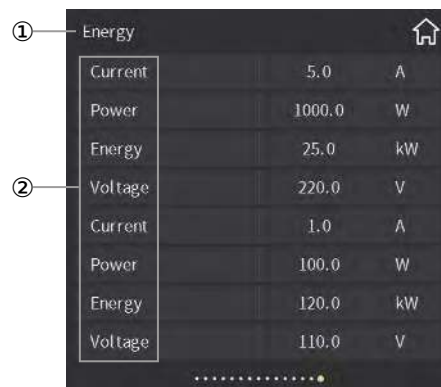 ① Energy
Current 5.0 A
Power 1000.0 W
Energy 25.0 kW
② Voltage 220.0 V
Current 1.0 A
Power 100.0 W
Energy 120.0 kW
Voltage 110.0 V